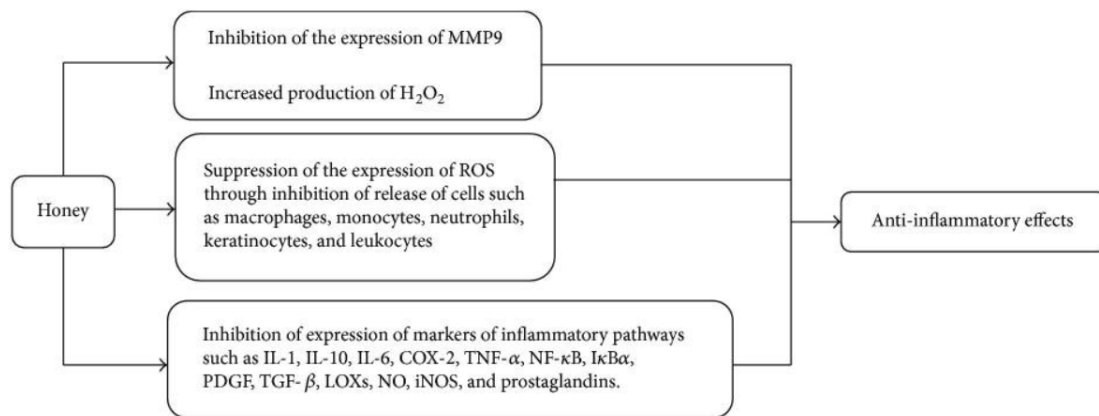 Inhibition of the expression of MMP9
Increased production of H₂O₂
Honey
Suppression of the expression of ROS
through inhibition of release of cells such
as macrophages, monocytes, neutrophils,
keratinocytes, and leukocytes
Anti-inflammatory effects
Inhibition of expression of markers of inflammatory pathways
such as IL-1, IL-10, IL-6, COX-2, TNF-α, NF-κB, IκBα,
PDGF, TGF- β, LOXs, NO, iNOS, and prostaglandins.